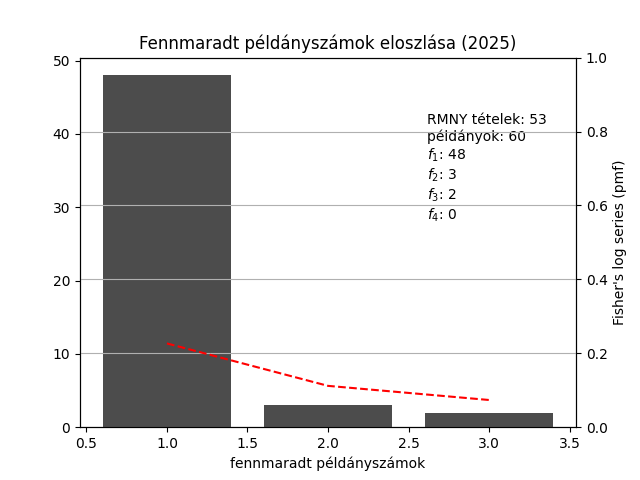 Fennmaradt példányszámok eloszlása (2025)
50
40
30
20
10
0
1.0
0.8
0.6
0.4
0.2
0.0
RMNY tételek: 53
példányok: 60
f₁: 48
f₂: 3
f₃: 2
f₄: 0
Fisher's log series (pmf)
0.5 1.0 1.5 2.0 2.5 3.0 3.5
fennmaradt példányszámok